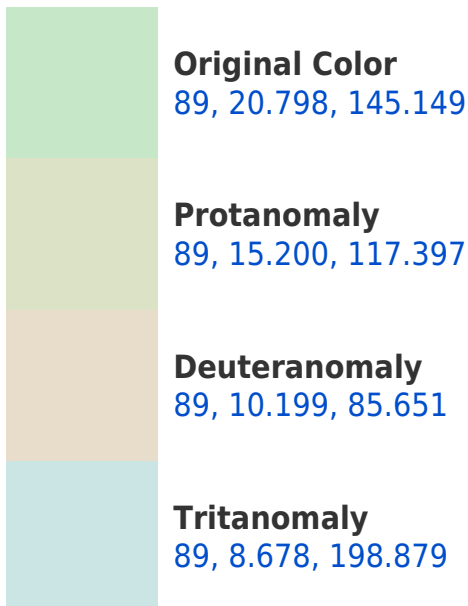 Original Color
89, 20.798, 145.149
Protanomaly
89, 15.200, 117.397
Deuteranomaly
89, 10.199, 85.651
Tritanomaly
89, 8.678, 198.879